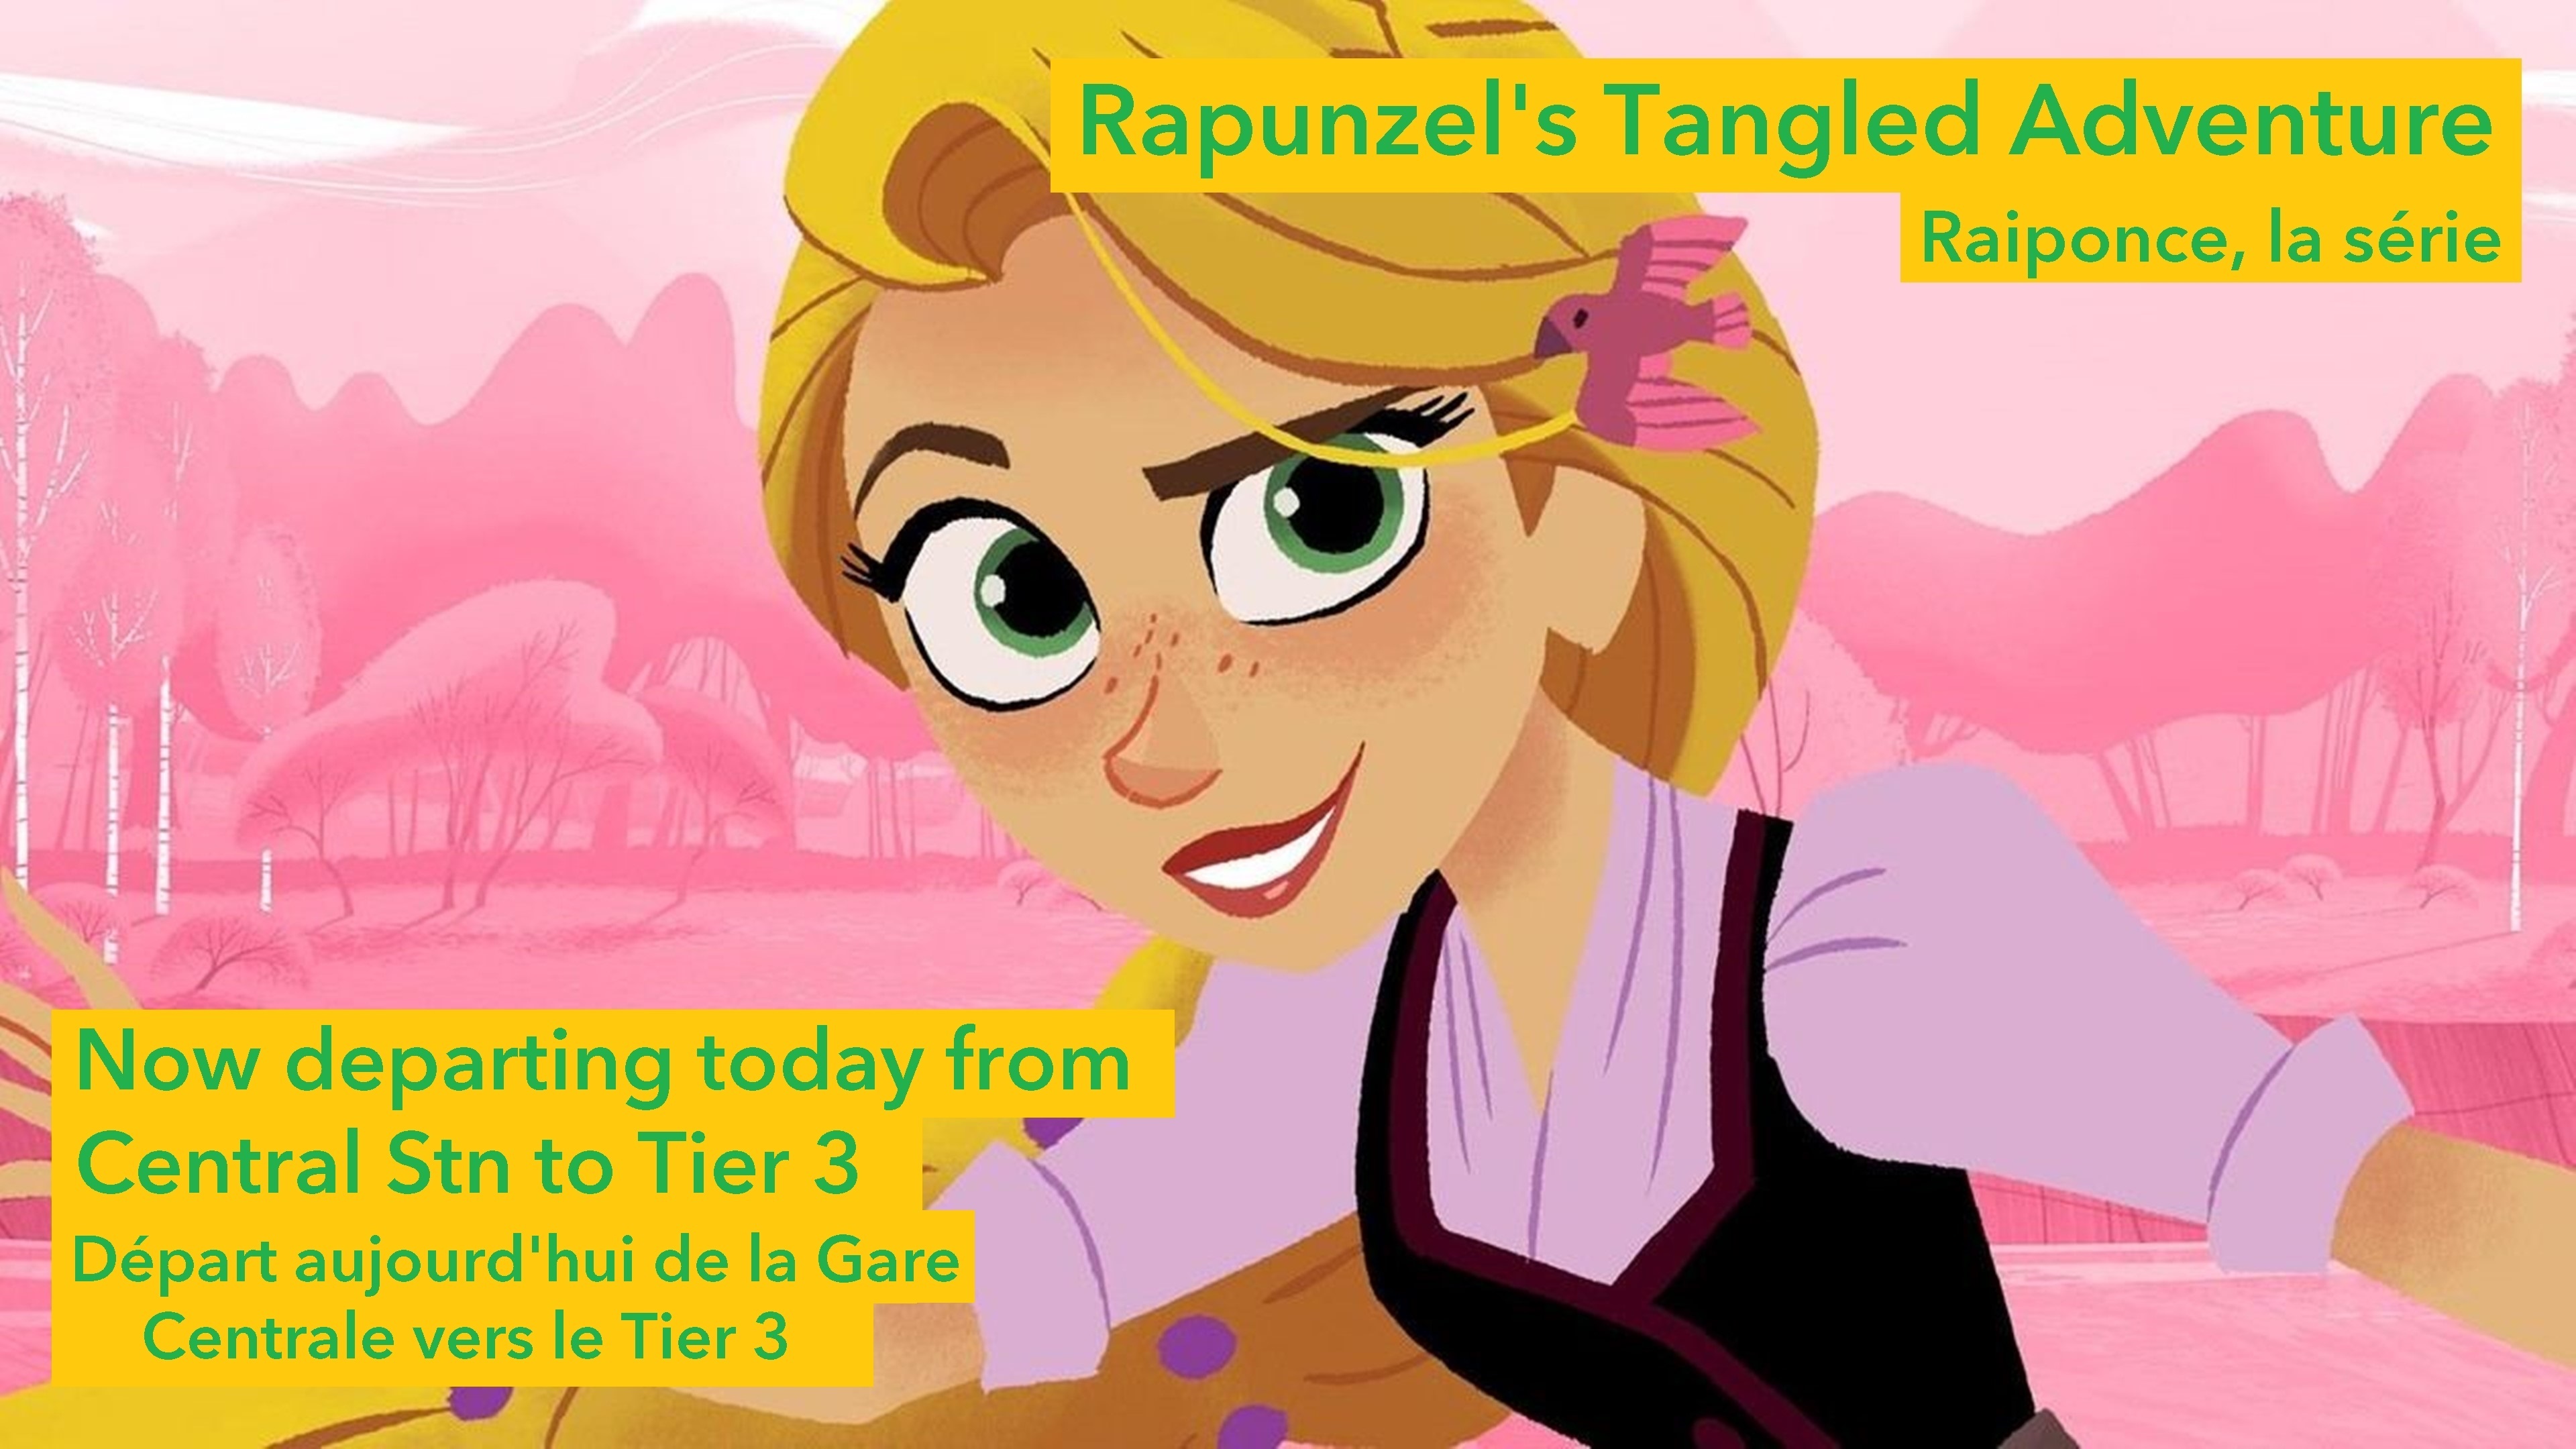 Rapunzel's Tangled Adventure
Raiponce, la série
Now departing today from
Central Stn to Tier 3
Départ aujourd'hui de la Gare
Centrale vers le Tier 3